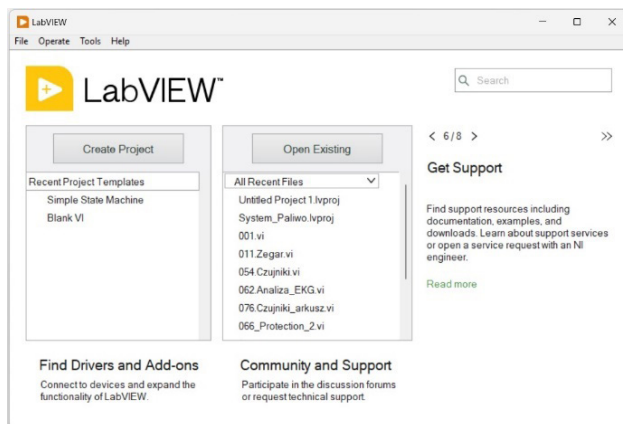 LabVIEW
File Operate Tools Help
LabVIEW™
Search
Create Project
Recent Project Templates
Simple State Machine
Blank VI
Open Existing
All Recent Files
Untitled Project 1.lvproj
System_Paliwo.lvproj
001.vi
011.Zegar.vi
054.Czujniki.vi
062.Analiza_EKG.vi
076.Czujniki_arkusz.vi
066_Protection_2.vi
< 6/8 > >>
Get Support
Find support resources including
documentation, examples, and
downloads. Learn about support services
or open a service request with an NI
engineer.
Read more
Find Drivers and Add-ons
Connect to devices and expand the
functionality of LabVIEW.
Community and Support
Participate in the discussion forums
or request technical support.